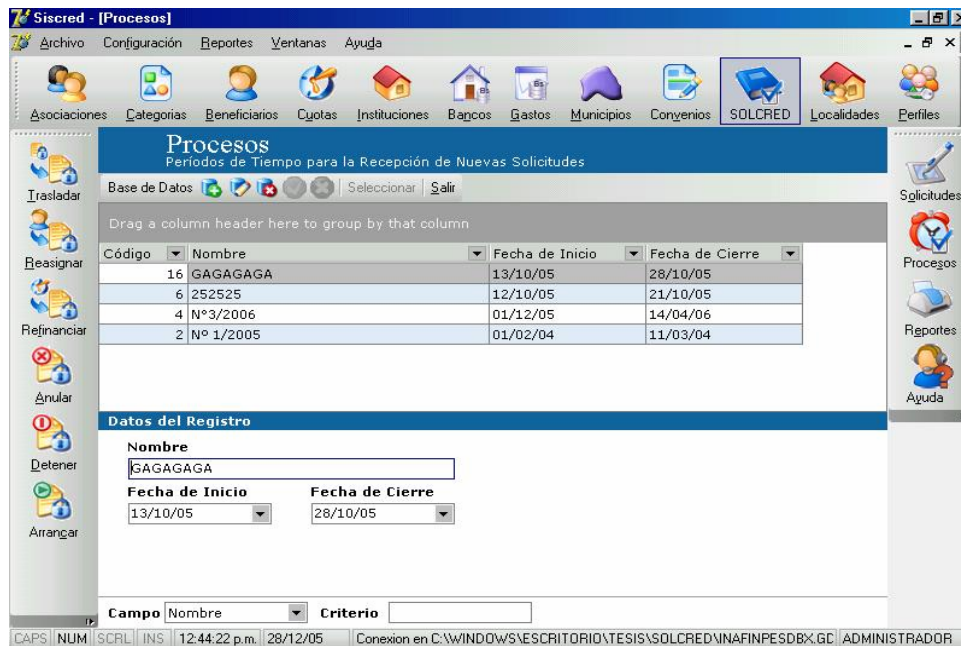 Siscred - [Procesos]
Archivo Configuración Reportes Ventanas Ayuda
Asociaciones Categorias Beneficiarios Cuotas Instituciones Bancos Gastos Municipios Convenios SOLCRED Localidades Perfiles
Procesos
Períodos de Tiempo para la Recepción de Nuevas Solicitudes
Base de Datos Seleccionar Salir
Drag a column header here to group by that column
Código Nombre Fecha de Inicio Fecha de Cierre
16 GAGAGAGA 13/10/05 28/10/05
6 252525 12/10/05 21/10/05
4 N°3/2006 01/12/05 14/04/06
2 Nº 1/2005 01/02/04 11/03/04
Trasladar
Reasignar
Refinanciar
Anular
Detener
Arrancar
Solicitudes
Procesos
Reportes
Ayuda
Datos del Registro
Nombre
GAGAGAGA
Fecha de Inicio Fecha de Cierre
13/10/05 28/10/05
Campo Nombre Criterio
CAPS NUM SCRL INS 12:44:22 p.m. 28/12/05 Conexion en C:\WINDOWS\ESCRITORIO\TESIS\SOLCRED\INAFINPESDBX.GD ADMINISTRADOR